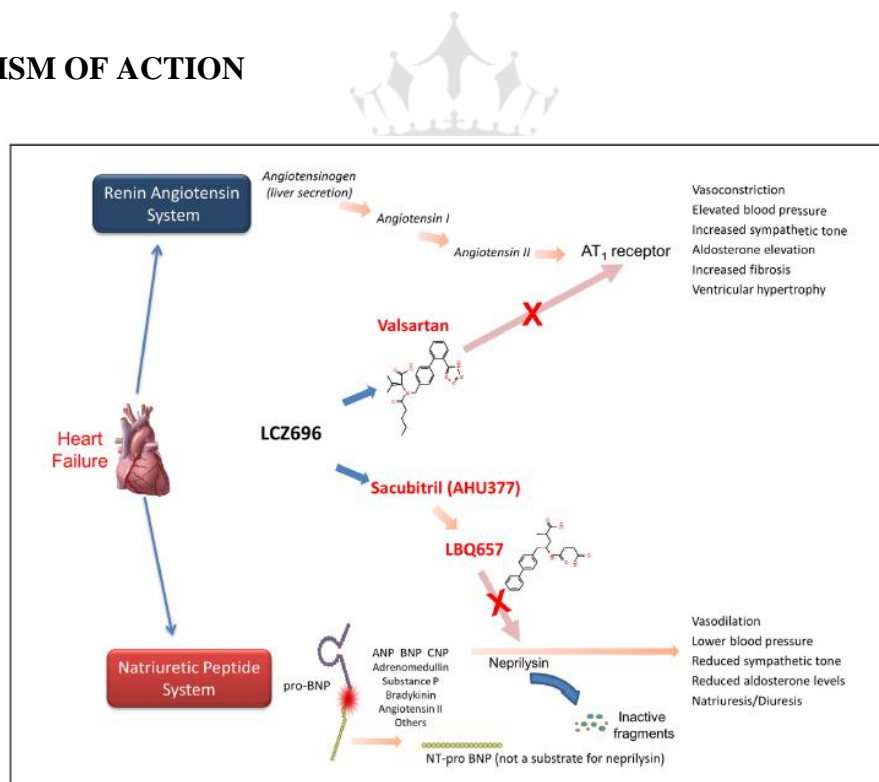 ISM OF ACTION
Renin Angiotensin
System
Angiotensinogen
(liver secretion)
Angiotensin I
Angiotensin II
AT₁ receptor
Vasoconstriction
Elevated blood pressure
Increased sympathetic tone
Aldosterone elevation
Increased fibrosis
Ventricular hypertrophy
Valsartan
X
LCZ696
Heart
Failure
Sacubitril (AHU377)
LBQ657
X
Natriuretic Peptide
System
pro-BNP
ANP BNP CNP
Adrenomedullin
Substance P
Bradykinin
Angiotensin II
Others
Neprilysin
Inactive
fragments
NT-pro BNP (not a substrate for neprilysin)
Vasodilation
Lower blood pressure
Reduced sympathetic tone
Reduced aldosterone levels
Natriuresis/Diuresis